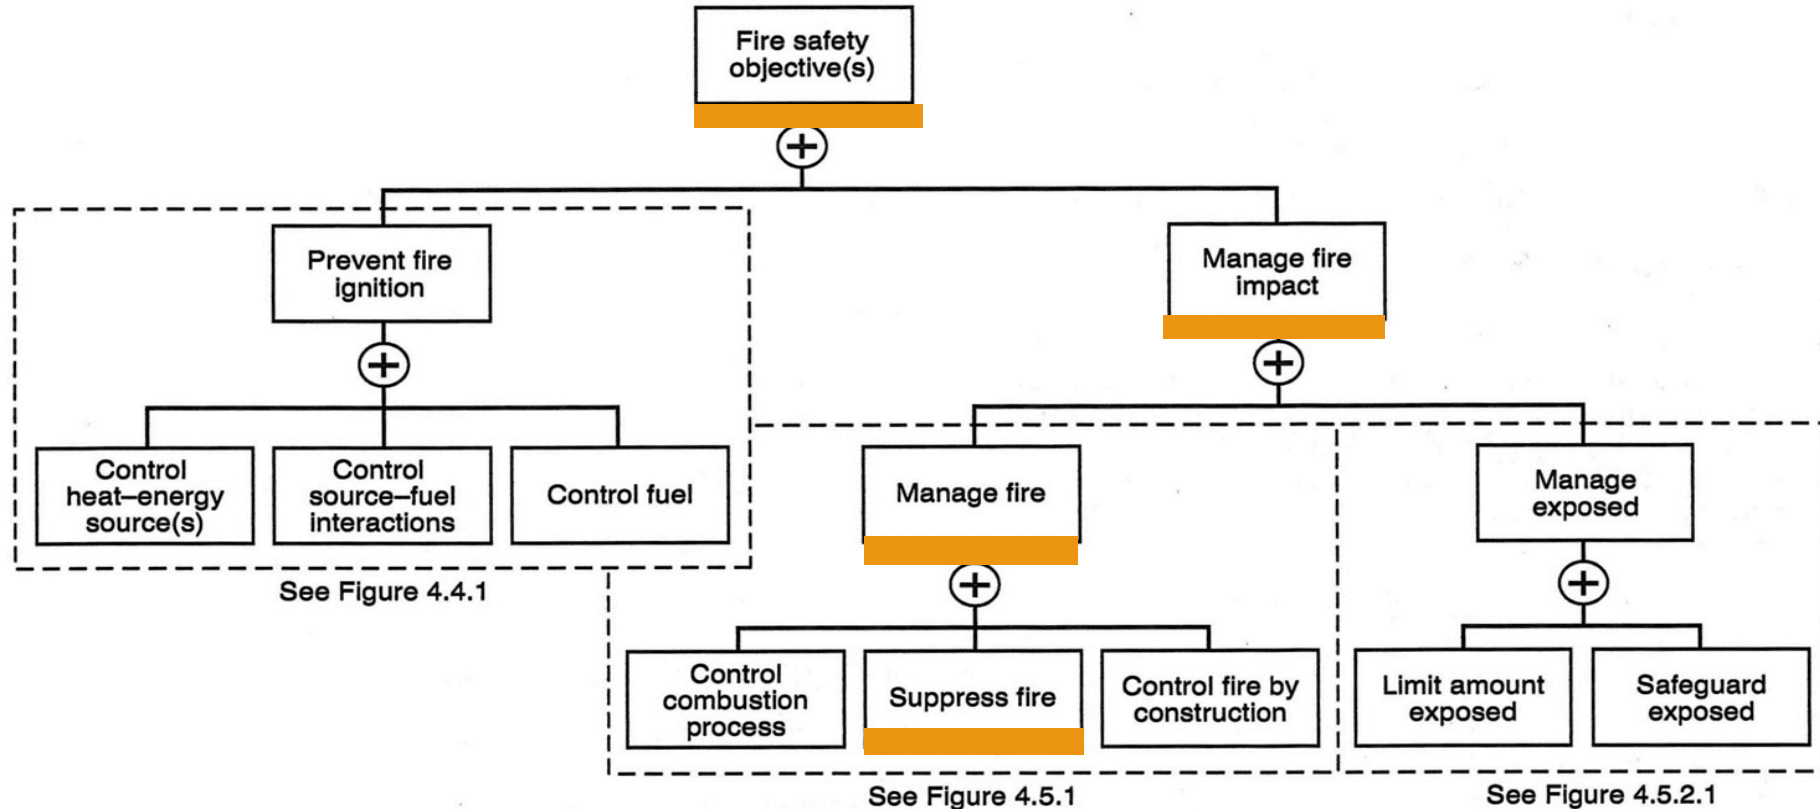 Fire safety
objective(s)
+
Prevent fire
ignition
Manage fire
impact
+
+
Control
heat–energy
source(s)
Control
source–fuel
interactions
Control fuel
Manage fire
Manage
exposed
See Figure 4.4.1
+
+
Control
combustion
process
Suppress fire
Control fire by
construction
Limit amount
exposed
Safeguard
exposed
See Figure 4.5.1
See Figure 4.5.2.1